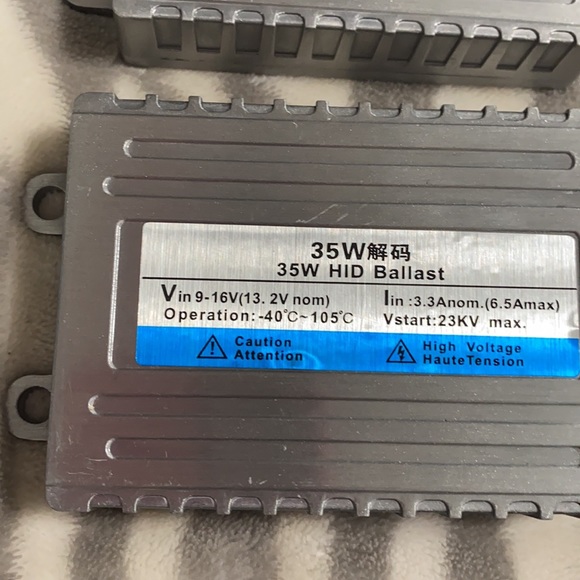 35W解码
35W HID Ballast
Vin 9-16V(13.2V nom)
Iin :3.3Anom.(6.5Amax)
Operation:-40℃~105℃
Vstart:23KV max.
Caution
Attention
High Voltage
HauteTension